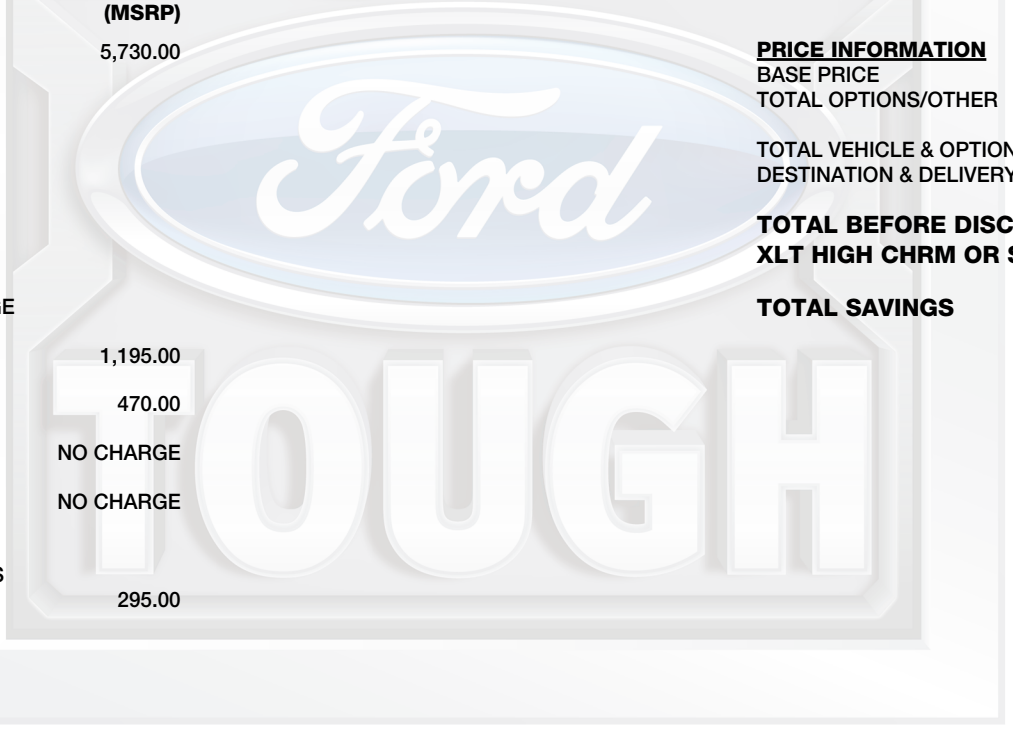 (MSRP)
5,730.00
GE
1,195.00
470.00
NO CHARGE
NO CHARGE
S
295.00
Ford
TOUGH
PRICE INFORMATION
BASE PRICE
TOTAL OPTIONS/OTHER
TOTAL VEHICLE & OPTION
DESTINATION & DELIVERY
TOTAL BEFORE DISC
XLT HIGH CHRM OR S
TOTAL SAVINGS